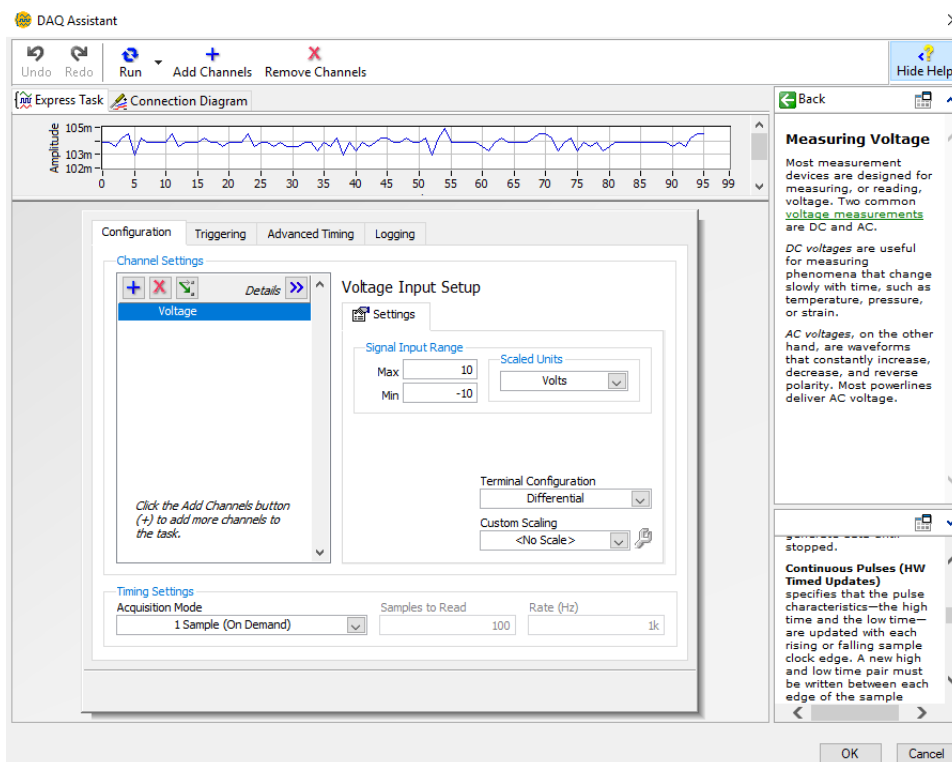 DAQ Assistant
Undo Redo Run Add Channels Remove Channels Hide Help
Express Task Connection Diagram
Amplitude
105m
103m
102m
0 5 10 15 20 25 30 35 40 45 50 55 60 65 70 75 80 85 90 95 99
Configuration Triggering Advanced Timing Logging
Channel Settings
Details
Voltage
Click the Add Channels button
(+) to add more channels to
the task.
Voltage Input Setup
Settings
Signal Input Range
Max 10
Min -10
Scaled Units
Volts
Terminal Configuration
Differential
Custom Scaling
<No Scale>
Timing Settings
Acquisition Mode
1 Sample (On Demand)
Samples to Read
100
Rate (Hz)
1k
Back
Measuring Voltage
Most measurement
devices are designed for
measuring, or reading,
voltage. Two common
voltage measurements
are DC and AC.
DC voltages are useful
for measuring
phenomena that change
slowly with time, such as
temperature, pressure,
or strain.
AC voltages, on the other
hand, are waveforms
that constantly increase,
decrease, and reverse
polarity. Most powerlines
deliver AC voltage.
stopped.
Continuous Pulses (HW
Timed Updates)
specifies that the pulse
characteristics—the high
time and the low time—
are updated with each
rising or falling sample
clock edge. A new high
and low time pair must
be written between each
edge of the sample
OK Cancel